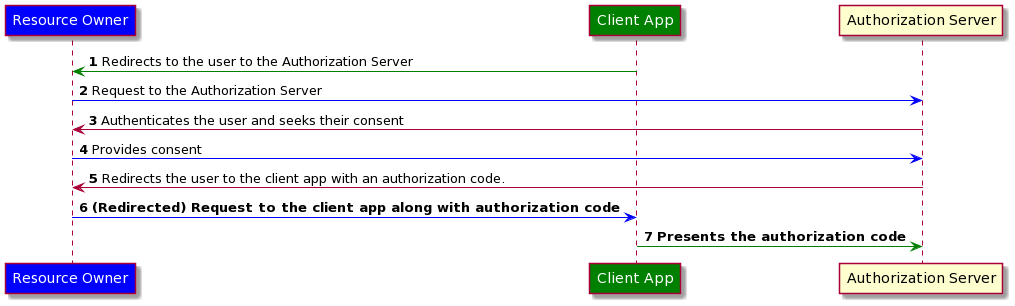 Resource Owner
Client App
Authorization Server
1 Redirects to the user to the Authorization Server
2 Request to the Authorization Server
3 Authenticates the user and seeks their consent
4 Provides consent
5 Redirects the user to the client app with an authorization code.
6 (Redirected) Request to the client app along with authorization code
7 Presents the authorization code
Resource Owner
Client App
Authorization Server